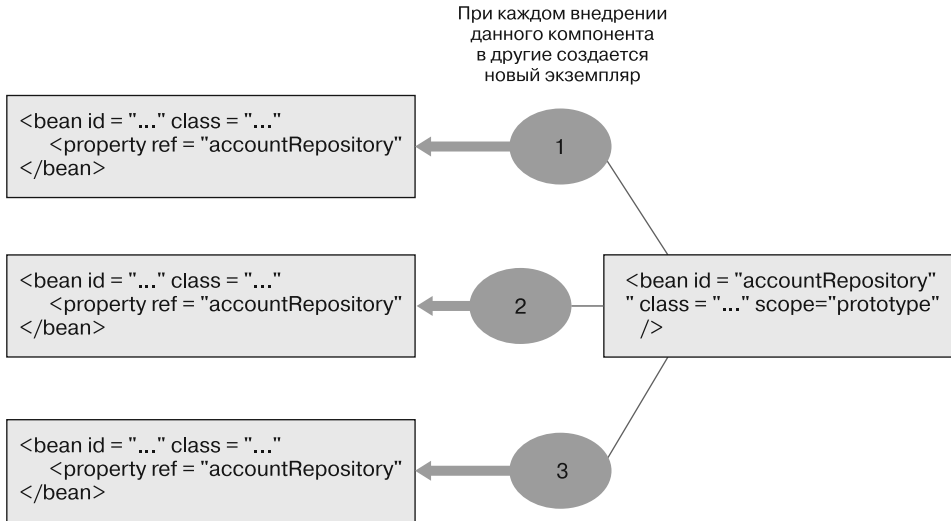 При каждом внедрении
данного компонента
в другие создается
новый экземпляр
<bean id = "..." class = "..."
<property ref = "accountRepository"
</bean>
1
<bean id = "..." class = "..."
<property ref = "accountRepository"
</bean>
2
<bean id = "accountRepository"
" class = "..." scope="prototype"
/>
<bean id = "..." class = "..."
<property ref = "accountRepository"
</bean>
3